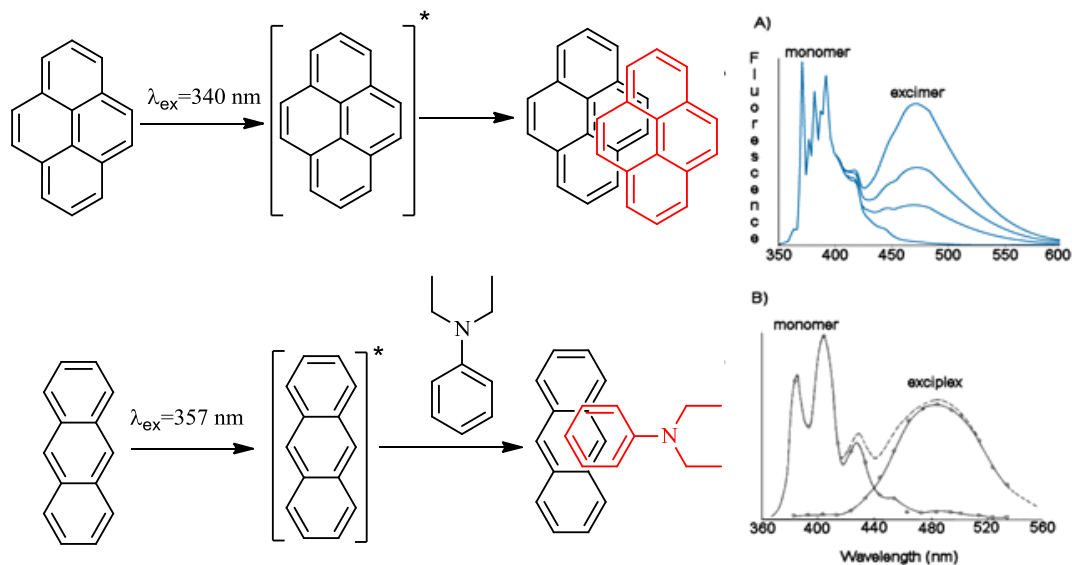 λex=340 nm
*
A)
Fluorescence
monomer
excimer
350 400 450 500 550 600
λex=357 nm
*
N
N
B)
monomer
exciplex
360 400 440 480 520 560
Wavelength (nm)